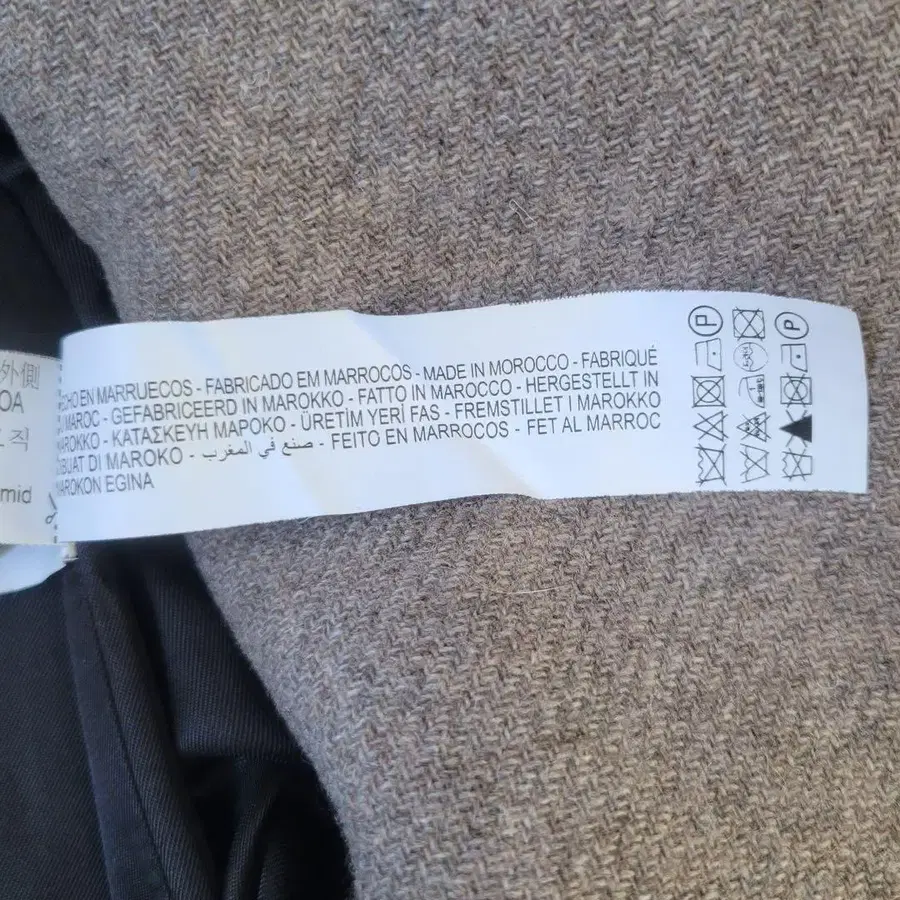 外側
OA
직
mid
HECHO EN MARRUECOS - FABRICADO EM MARROCOS - MADE IN MOROCCO - FABRIQUÉ
MAROC - GEFABRICEERD IN MAROKKO - FATTO IN MAROCCO - HERGESTELLT IN
MAROKKO - ΚΑΤΑΣΚΕΥΗ ΜΑΡΟΚΟ - ÜRETİM YERİ FAS - FREMSTILLET I MAROKKO
DIBUAT DI MAROKO - صنع في المغرب - FEITO EN MARROCOS - FET AL MARROC
MAROKON EGINA
P P